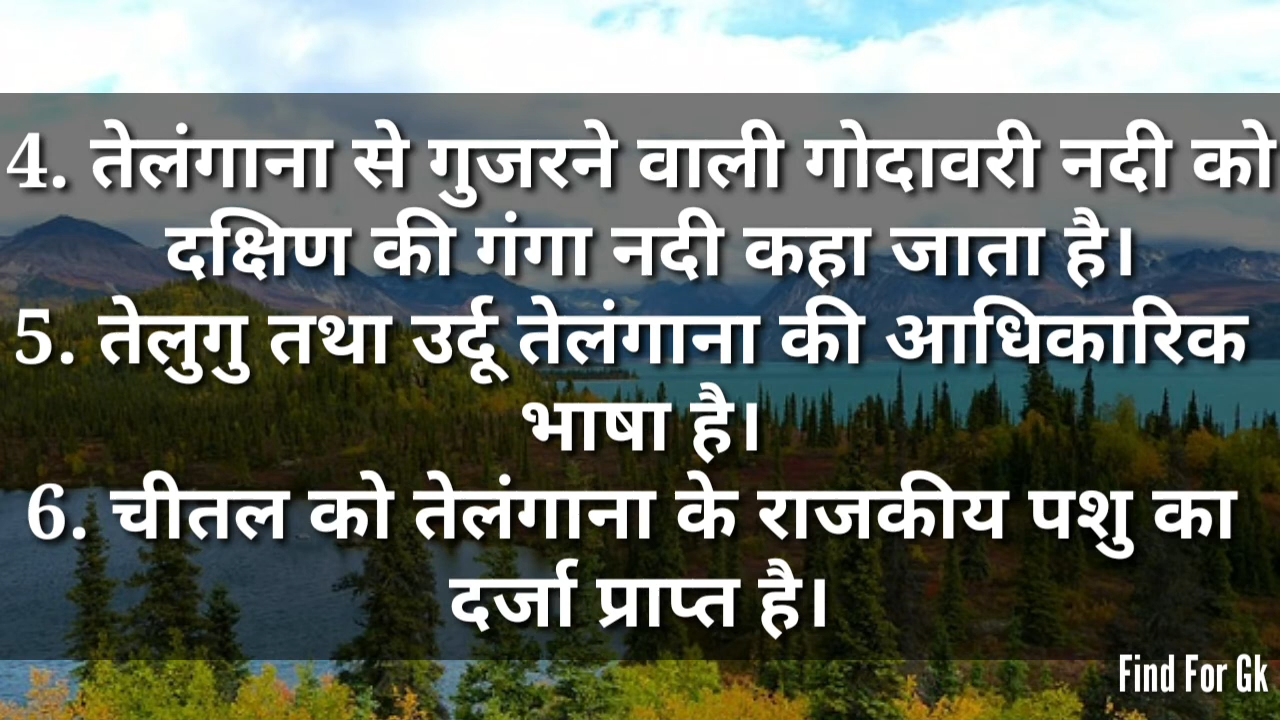 4. तेलंगाना से गुजरने वाली गोदावरी नदी को
दक्षिण की गंगा नदी कहा जाता है।
5. तेलुगु तथा उर्दू तेलंगाना की आधिकारिक
भाषा है।
6. चीतल को तेलंगाना के राजकीय पशु का
दर्जा प्राप्त है।
Find For Gk